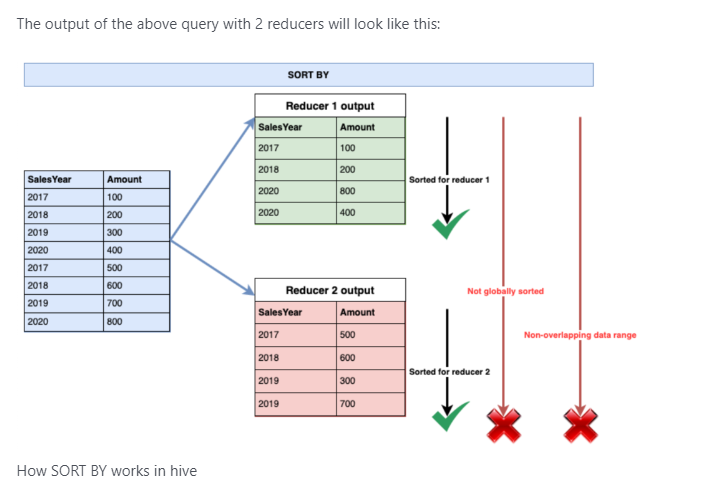 The output of the above query with 2 reducers will look like this:
SORT BY
Reducer 1 output
SalesYear Amount
2017 100
2018 200
2020 800
2020 400
Sorted for reducer 1
SalesYear Amount
2017 100
2018 200
2019 300
2020 400
2017 500
2018 600
2019 700
2020 800
Reducer 2 output
SalesYear Amount
2017 500
2018 600
2019 300
2019 700
Sorted for reducer 2
Not globally sorted
Non-overlapping data range
How SORT BY works in hive